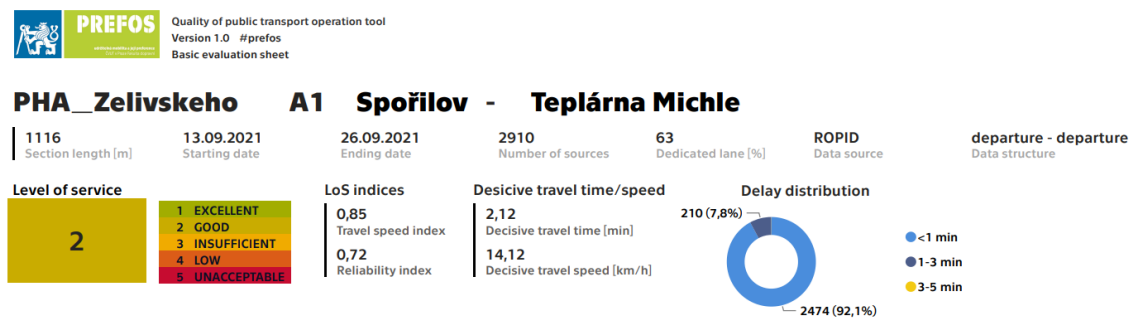 PREFOS
Quality of public transport operation tool
Version 1.0 #prefos
Basic evaluation sheet
PHA_Zelivskeho A1 Spořilov - Teplárna Michle
1116 13.09.2021 26.09.2021 2910 63 ROPID departure - departure
Section length [m] Starting date Ending date Number of sources Dedicated lane [%] Data source Data structure
Level of service
2
1 EXCELLENT
2 GOOD
3 INSUFFICIENT
4 LOW
5 UNACCEPTABLE
LoS indices
0,85
Travel speed index
0,72
Reliability index
Desicive travel time/speed
2,12
Decisive travel time [min]
14,12
Decisive travel speed [km/h]
Delay distribution
210 (7,8%)
2474 (92,1%)
<1 min
1-3 min
3-5 min